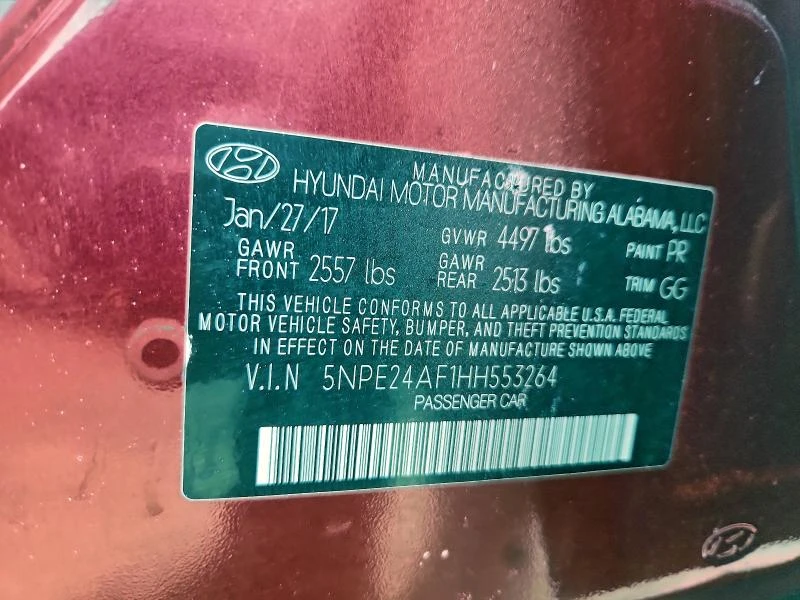 MANUFACTURED BY
HYUNDAI MOTOR MANUFACTURING ALABAMA, LLC
Jan/27/17 GVWR 4497 lbs PAINT PR
GAWR FRONT 2557 lbs GAWR REAR 2513 lbs TRIM GG
THIS VEHICLE CONFORMS TO ALL APPLICABLE U.S.A. FEDERAL
MOTOR VEHICLE SAFETY, BUMPER, AND THEFT PREVENTION STANDARDS
IN EFFECT ON THE DATE OF MANUFACTURE SHOWN ABOVE
V.I.N 5NPE24AF1HH553264
PASSENGER CAR